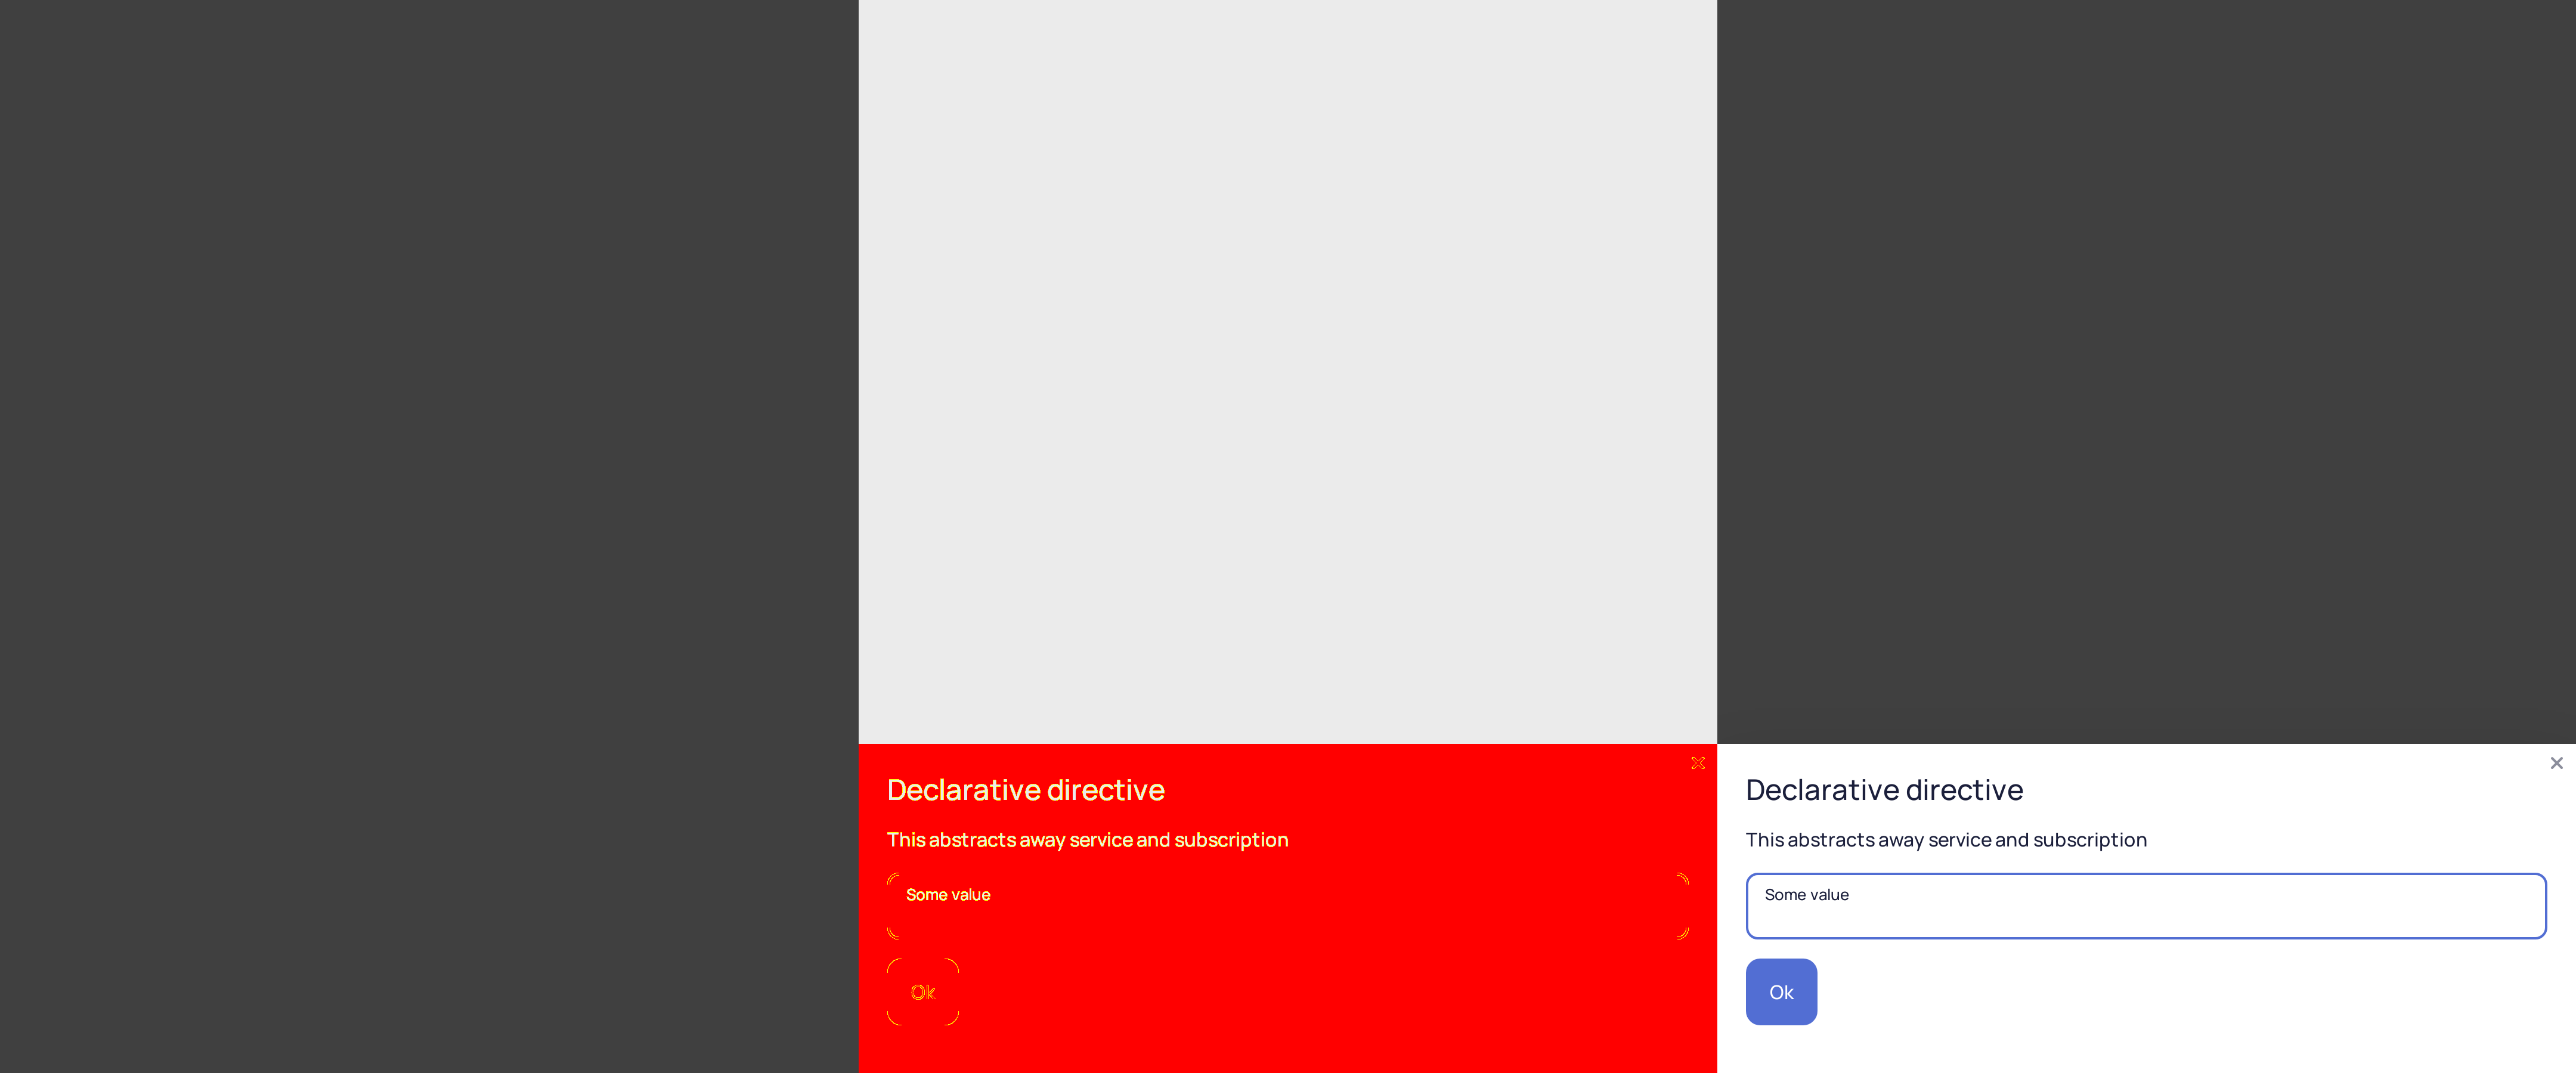 Declarative directive
This abstracts away service and subscription
Some value
Ok
Declarative directive
This abstracts away service and subscription
Some value
Ok